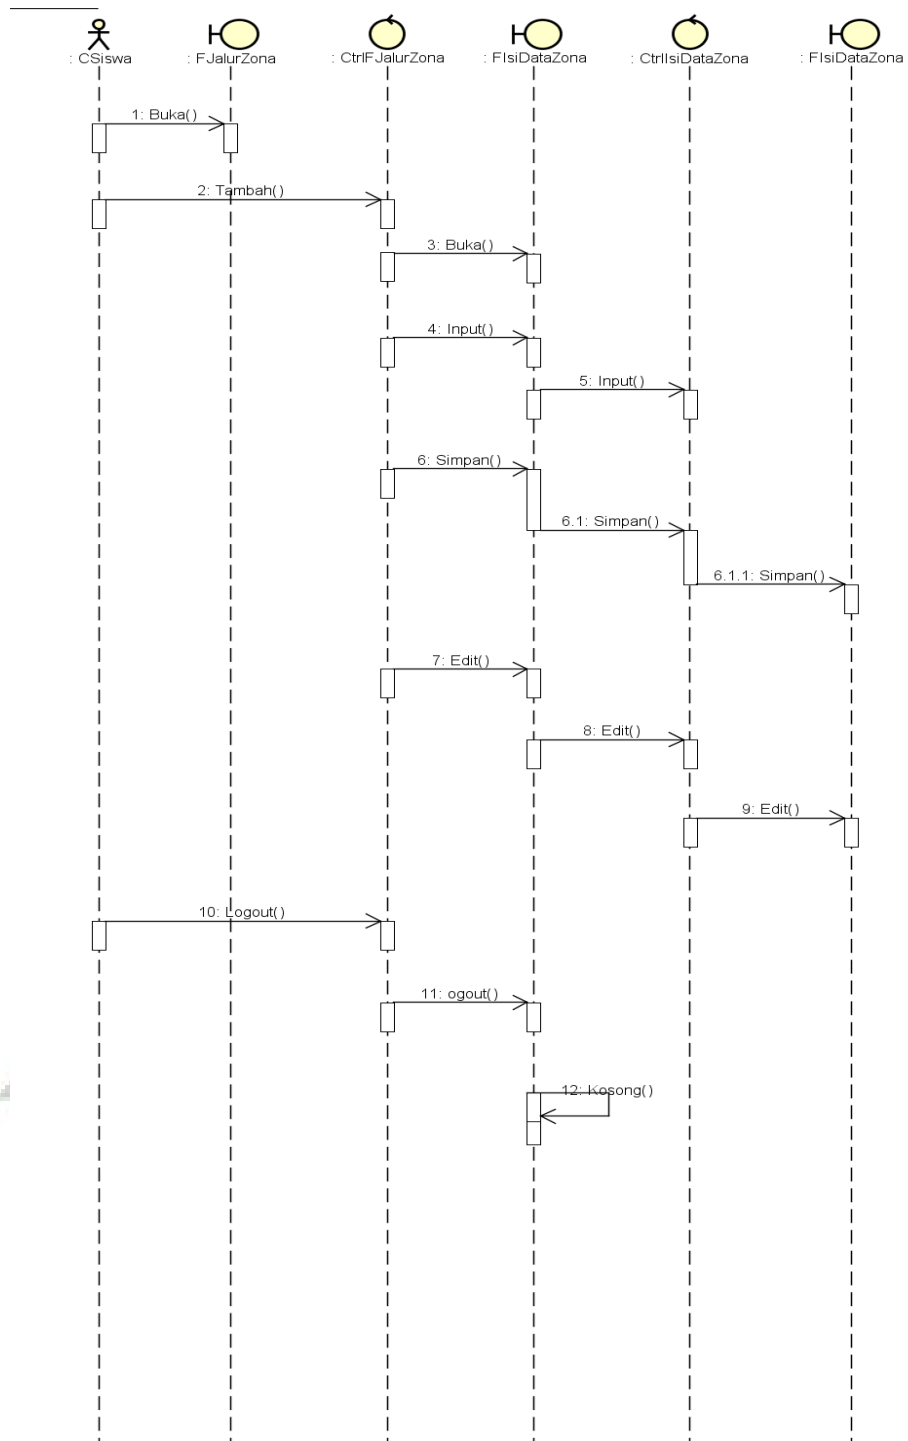 : CSiswa
: FJalurZona
: CtrlFJalurZona
: FIsiDataZona
: CtrlIsiDataZona
: FIsiDataZona
1: Buka()
2: Tambah()
3: Buka()
4: Input()
5: Input()
6: Simpan()
6.1: Simpan()
6.1.1: Simpan()
7: Edit()
8: Edit()
9: Edit()
10: Logout()
11: ogout()
12: Kosong()